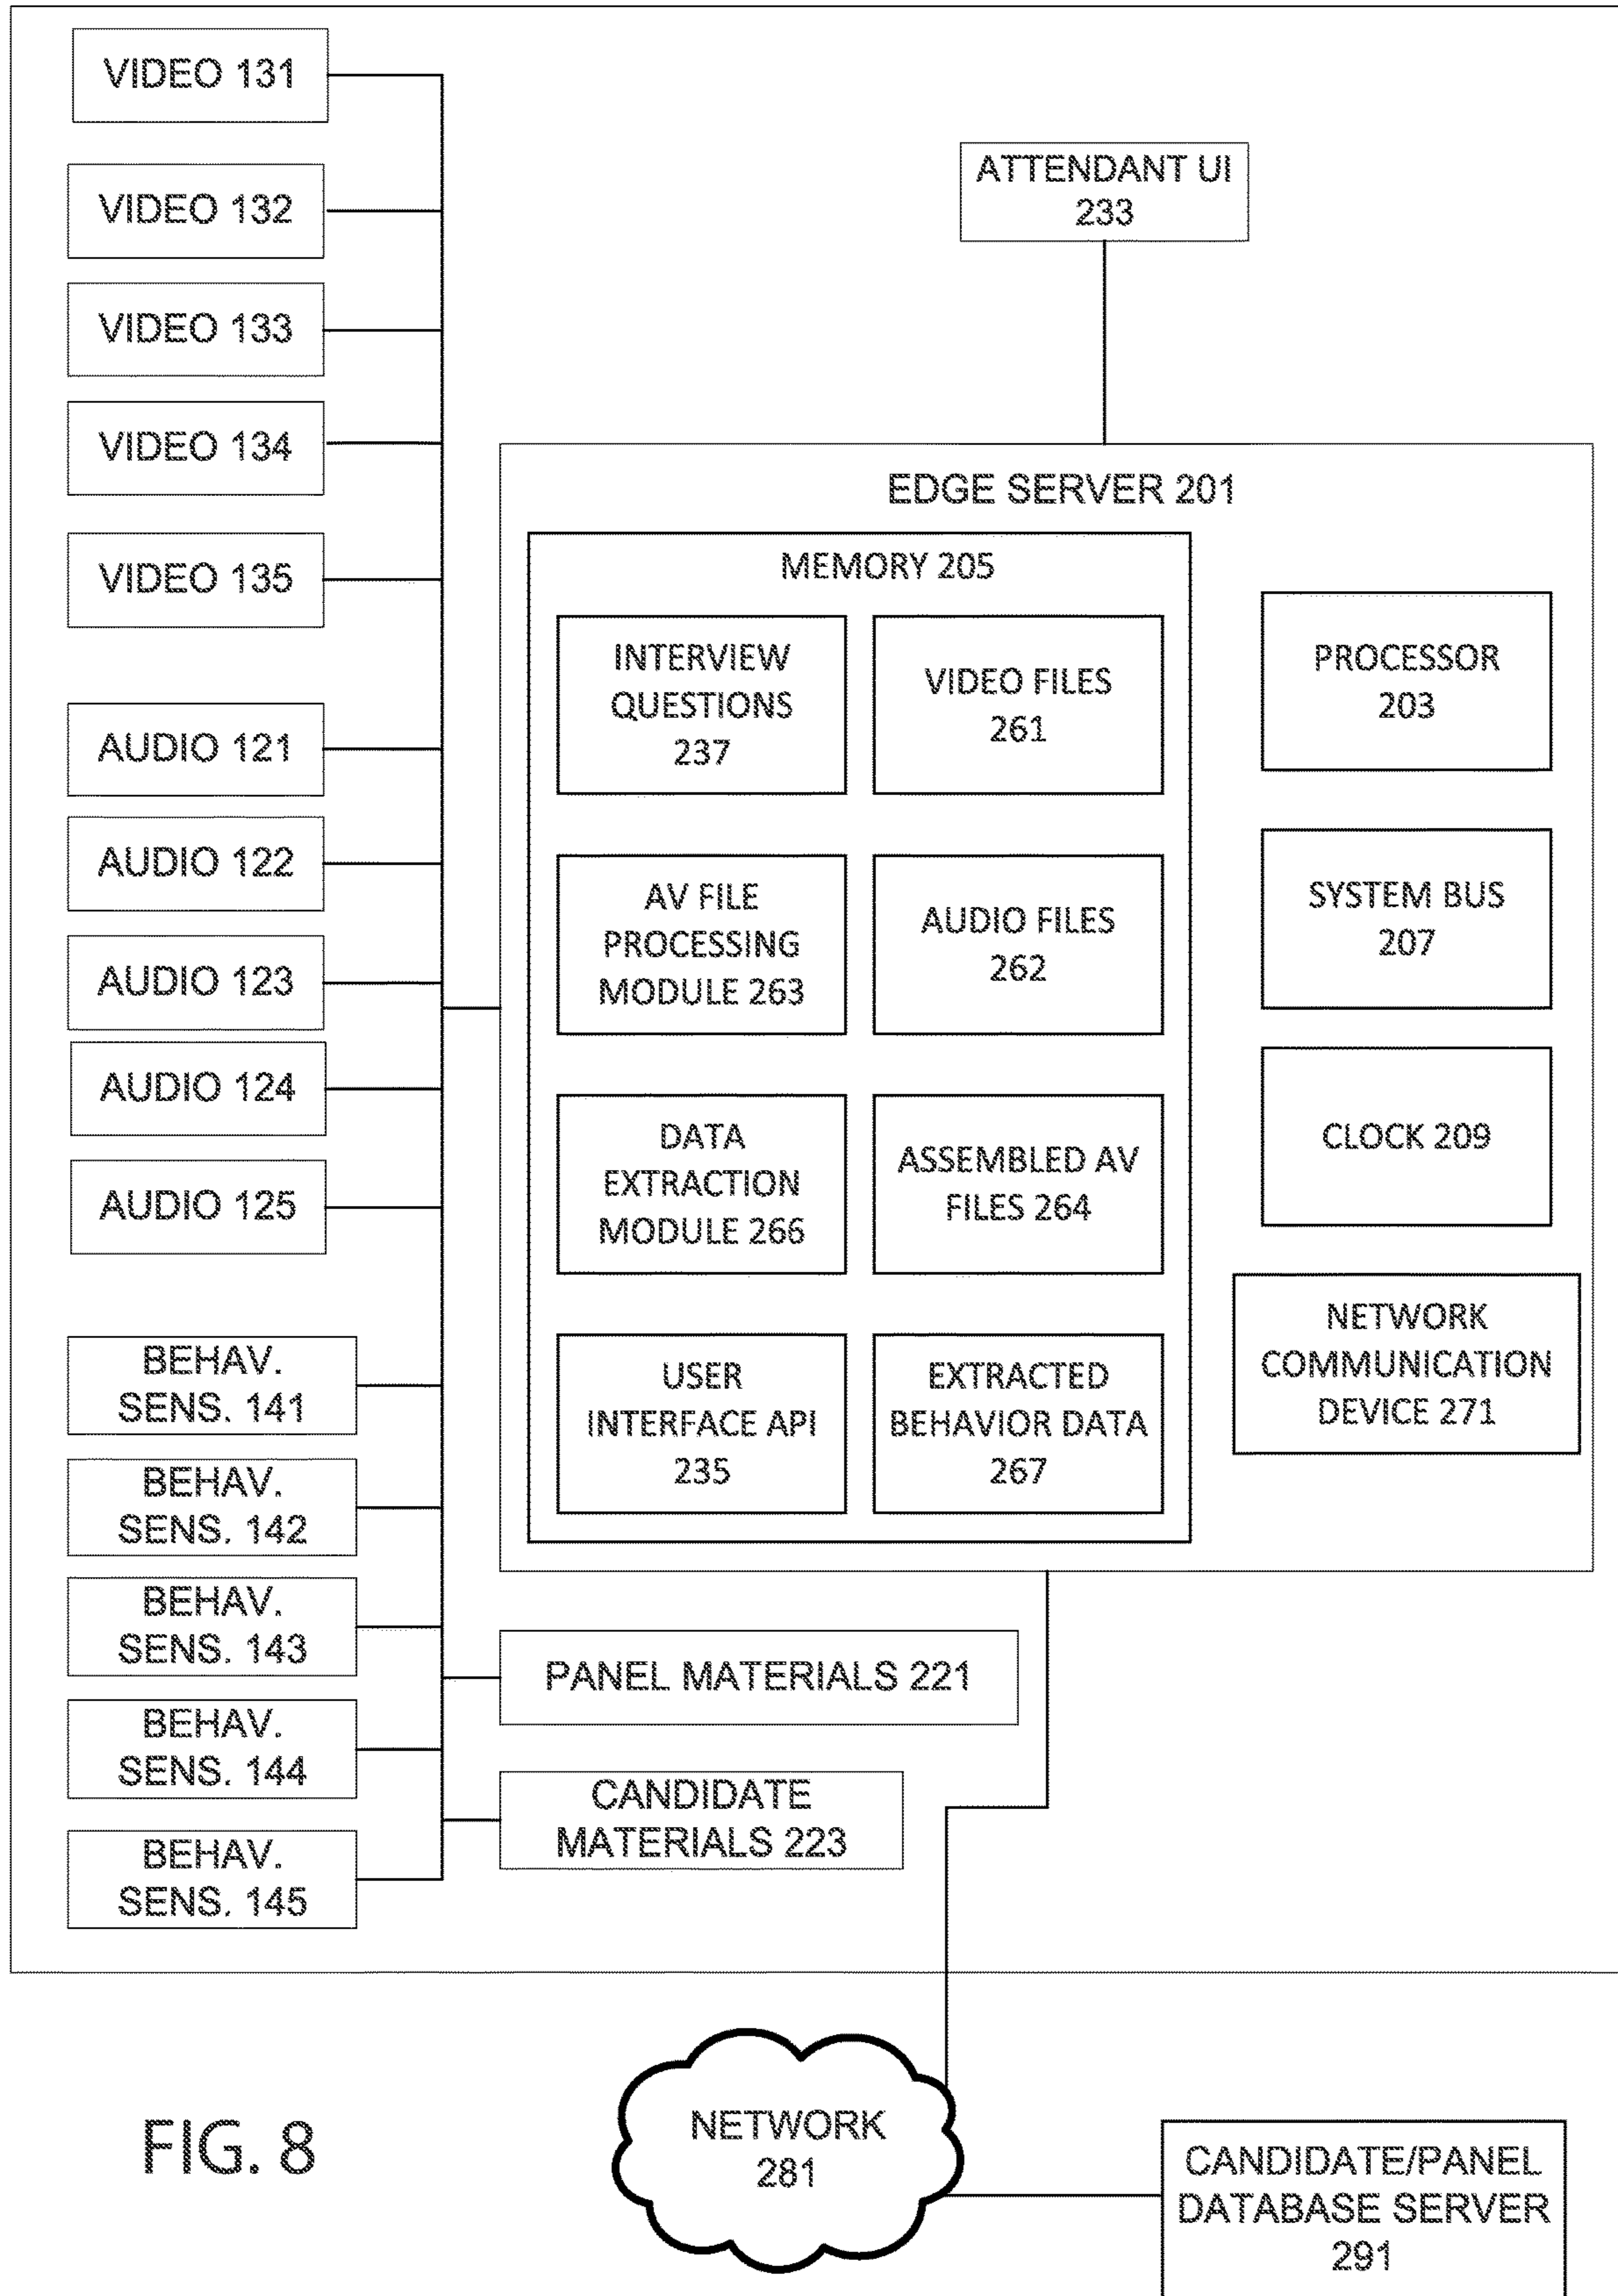 VIDEO 131
VIDEO 132
VIDEO 133
VIDEO 134
VIDEO 135
AUDIO 121
AUDIO 122
AUDIO 123
AUDIO 124
AUDIO 125
BEHAV.
SENS. 141
BEHAV.
SENS. 142
BEHAV.
SENS. 143
BEHAV.
SENS. 144
BEHAV.
SENS. 145
ATTENDANT UI
233
EDGE SERVER 201
MEMORY 205
INTERVIEW
QUESTIONS
237
VIDEO FILES
261
AV FILE
PROCESSING
MODULE 263
AUDIO FILES
262
DATA
EXTRACTION
MODULE 266
ASSEMBLED AV
FILES 264
USER
INTERFACE API
235
EXTRACTED
BEHAVIOR DATA
267
PROCESSOR
203
SYSTEM BUS
207
CLOCK 209
NETWORK
COMMUNICATION
DEVICE 271
PANEL MATERIALS 221
CANDIDATE
MATERIALS 223
NETWORK
281
CANDIDATE/PANEL
DATABASE SERVER
291
FIG. 8